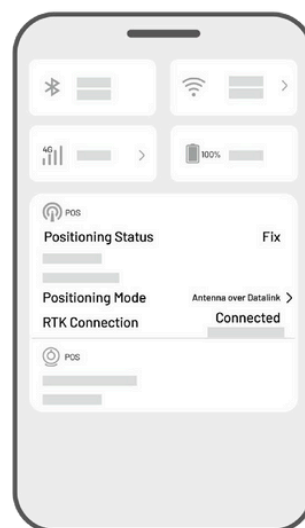 4G
100%
POS
Positioning Status Fix
Positioning Mode Antenna over Datalink >
RTK Connection Connected
POS